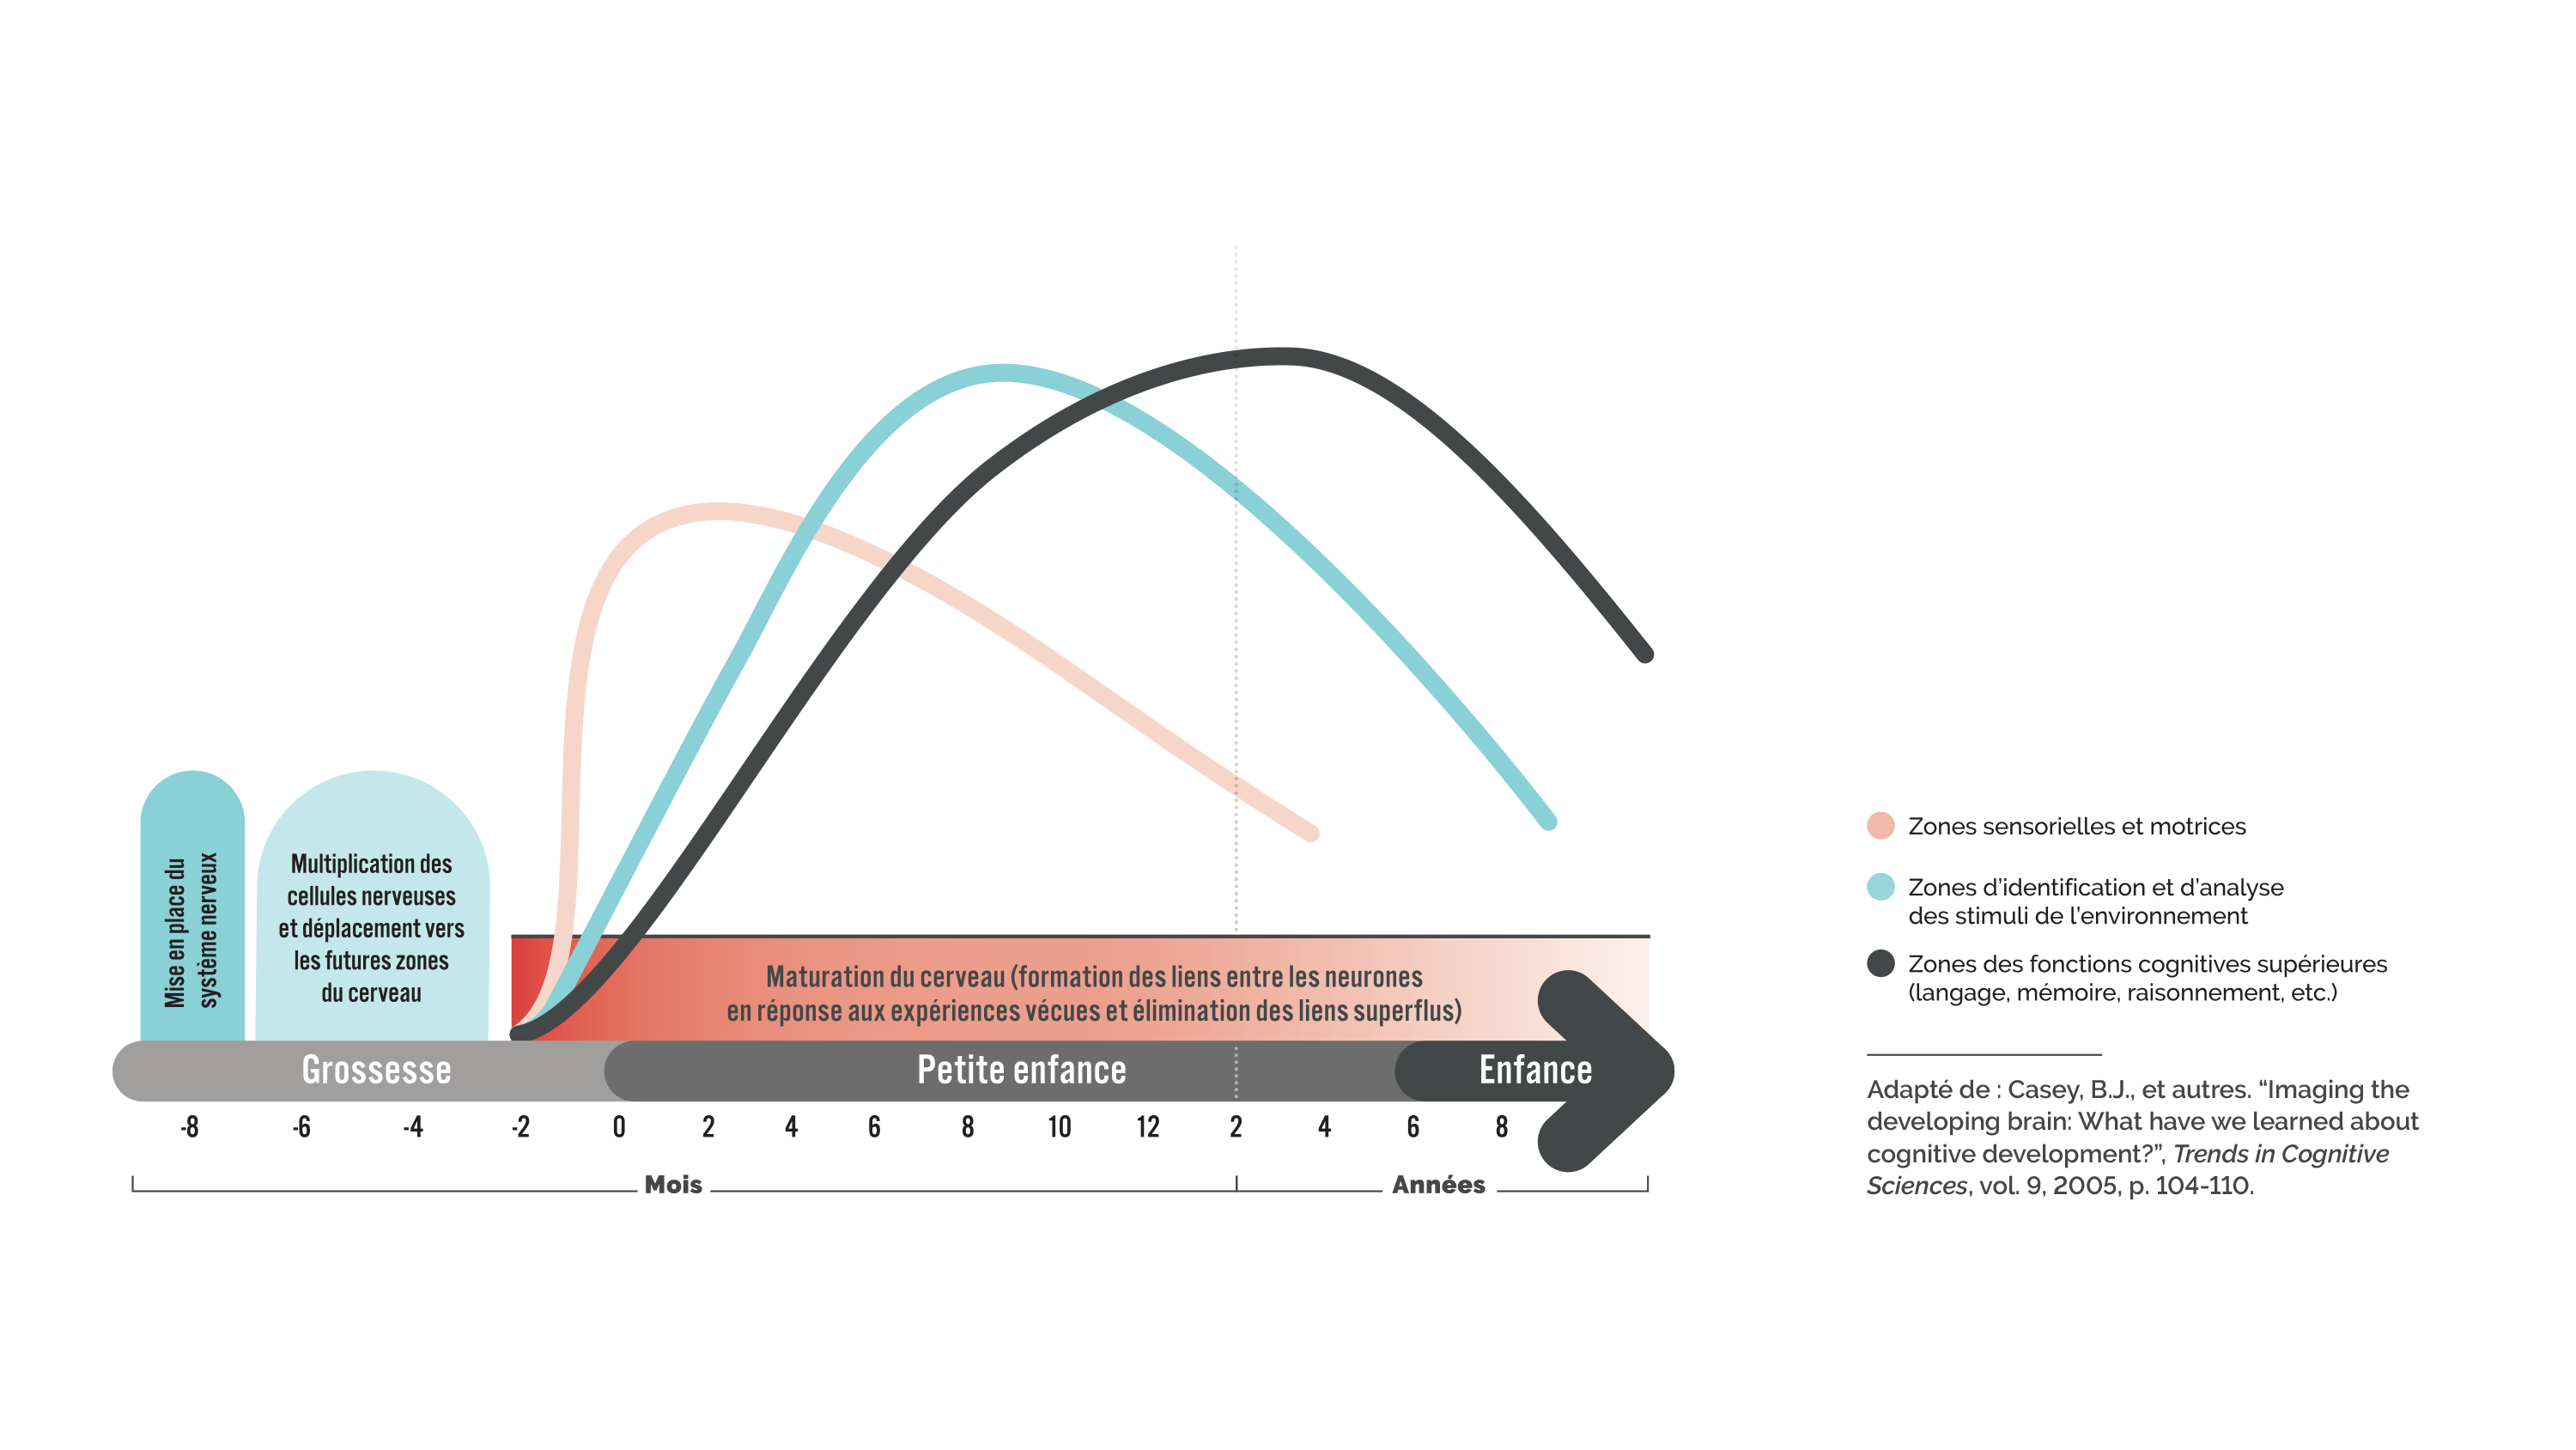 Mise en place du
système nerveux
Multiplication des
cellules nerveuses
et déplacement vers
les futures zones
du cerveau
Maturation du cerveau (formation des liens entre les neurones
en réponse aux expériences vécues et élimination des liens superflus)
Grossesse
Petite enfance
Enfance
-8 -6 -4 -2 0 2 4 6 8 10 12 2 4 6 8
Mois
Années
Zones sensorielles et motrices
Zones d’identification et d’analyse
des stimuli de l’environnement
Zones des fonctions cognitives supérieures
(langage, mémoire, raisonnement, etc.)
Adapté de : Casey, B.J., et autres. “Imaging the
developing brain: What have we learned about
cognitive development?”, Trends in Cognitive
Sciences, vol. 9, 2005, p. 104-110.